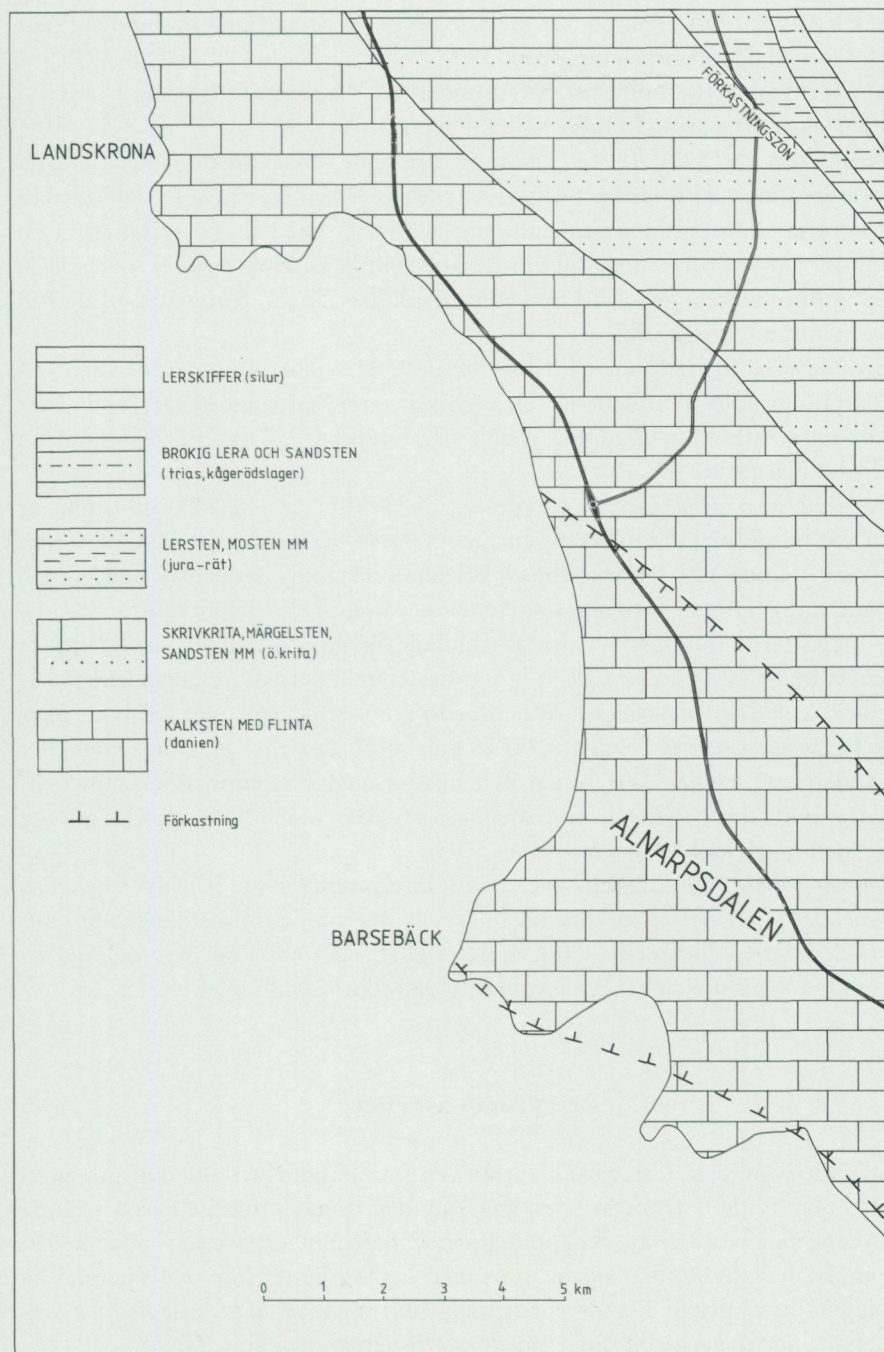 FÖRKASTNINGSZON
LANDSKRONA
LERSKIFFER (silur)
BROKIG LERA OCH SANDSTEN
(trias, kågerödslager)
LERSTEN, MOSTEN MM
(jura-rät)
SKRIVKRITA, MÄRGELSTEN,
SANDSTEN MM (ö.krita)
KALKSTEN MED FLINTA
(danien)
Förkastning
ALNARPSDALEN
BARSEBÄCK
0 1 2 3 4 5 km